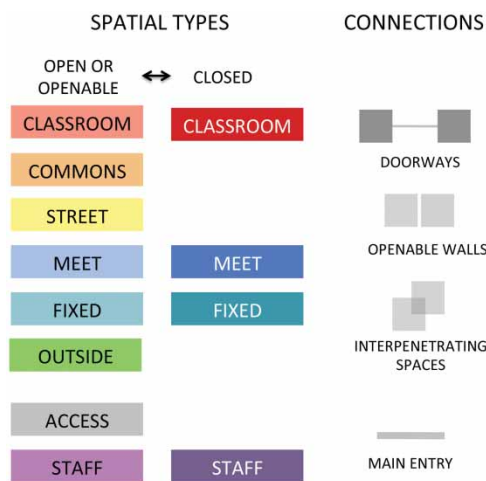 SPATIAL TYPES
CONNECTIONS
OPEN OR
OPENABLE
CLOSED
CLASSROOM
CLASSROOM
DOORWAYS
COMMONS
STREET
OPENABLE WALLS
MEET
MEET
FIXED
FIXED
INTERPENETRATING
SPACES
OUTSIDE
ACCESS
STAFF
STAFF
MAIN ENTRY